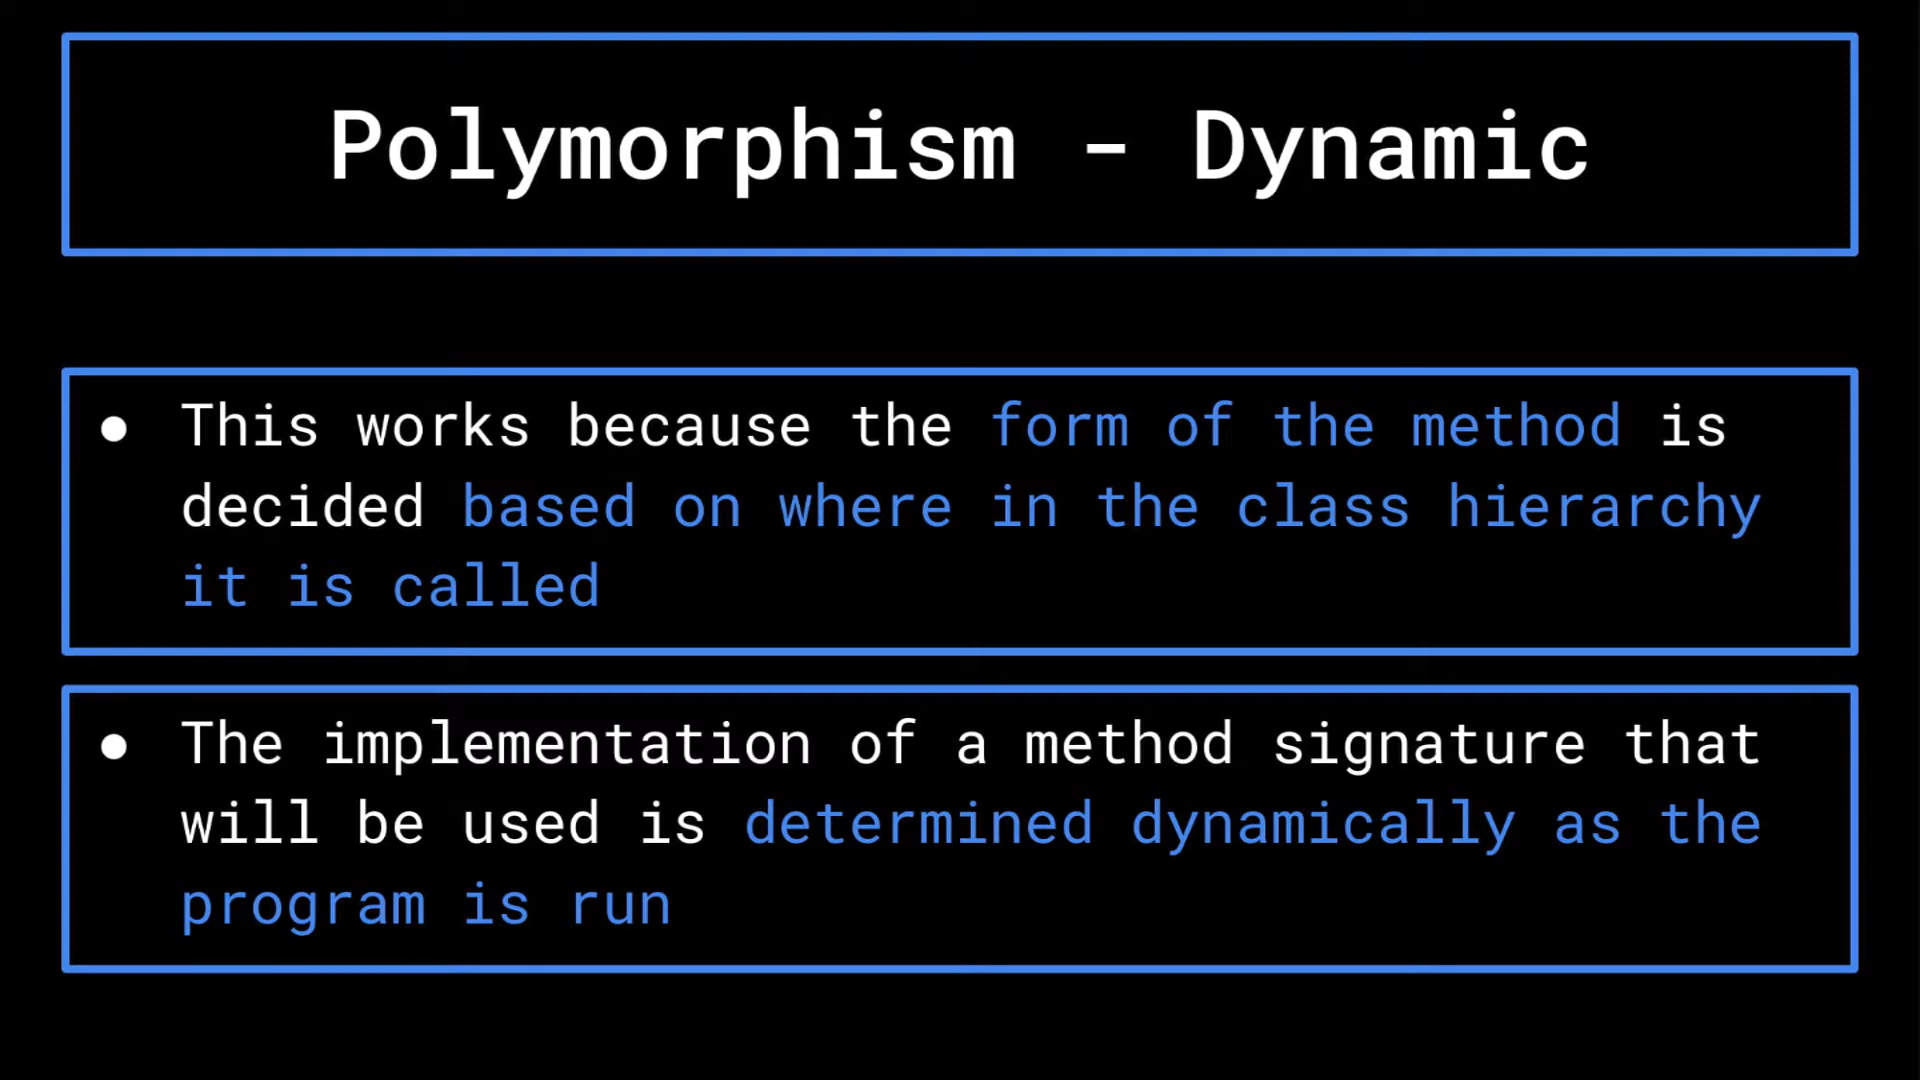 Polymorphism - Dynamic
● This works because the form of the method is
decided based on where in the class hierarchy
it is called
● The implementation of a method signature that
will be used is determined dynamically as the
program is run